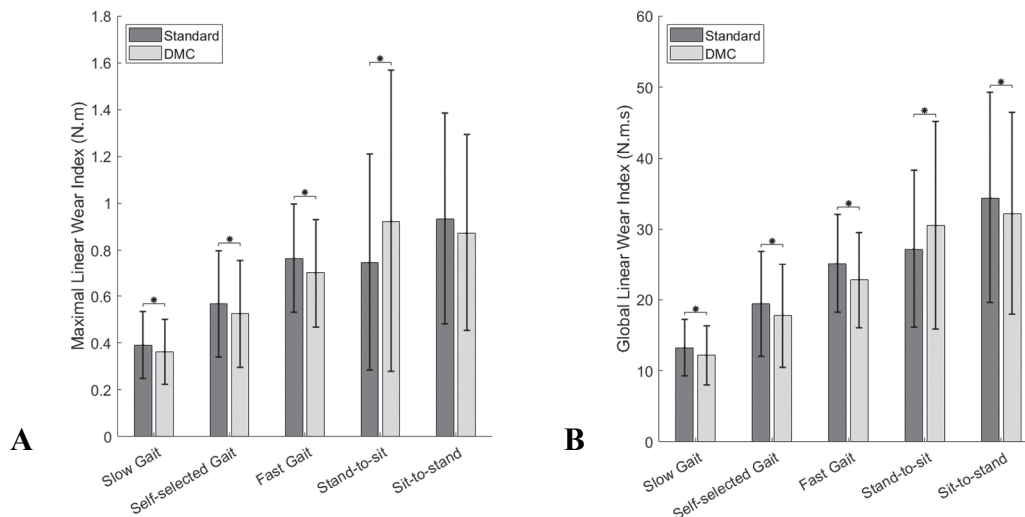 Standard
DMC
Maximal Linear Wear Index (N.m)
1.8
1.6
1.4
1.2
1
0.8
0.6
0.4
0.2
0
*
*
*
*
Slow Gait
Self-selected Gait
Fast Gait
Stand-to-sit
Sit-to-stand
A
Standard
DMC
Global Linear Wear Index (N.m.s)
60
50
40
30
20
10
0
*
*
*
*
*
Slow Gait
Self-selected Gait
Fast Gait
Stand-to-sit
Sit-to-stand
B